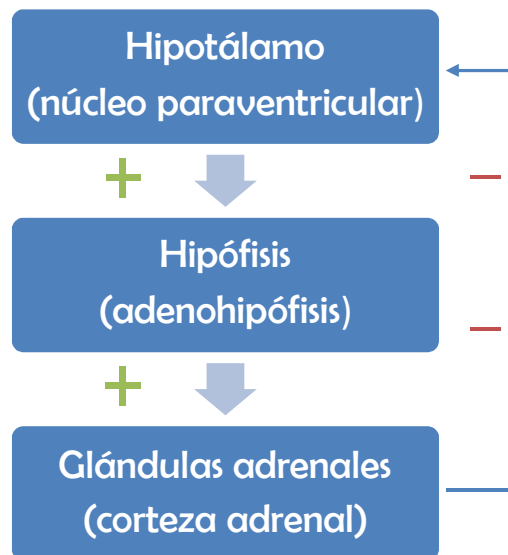 Hipotálamo
(núcleo paraventricular)
+
−
Hipófisis
(adenohipófisis)
−
+
Glándulas adrenales
(corteza adrenal)